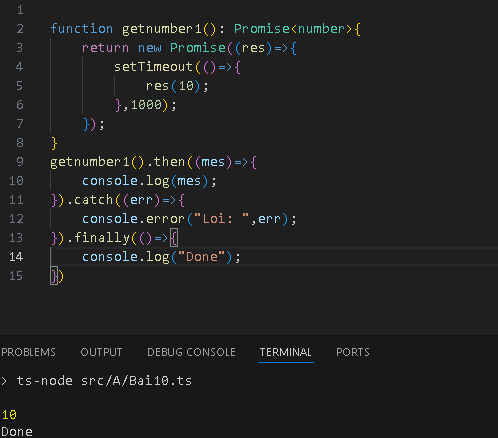 1
2 function getnumber1(): Promise<number>{
3     return new Promise((res)=>{
4         setTimeout(()=>{
5             res(10);
6         },1000);
7     });
8 }
9 getnumber1().then((mes)=>{
10     console.log(mes);
11 }).catch((err)=>{
12     console.error("Loi: ",err);
13 }).finally(()=>{
14     console.log("Done");
15 })
PROBLEMS OUTPUT DEBUG CONSOLE TERMINAL PORTS
> ts-node src/A/Bai10.ts
10
Done